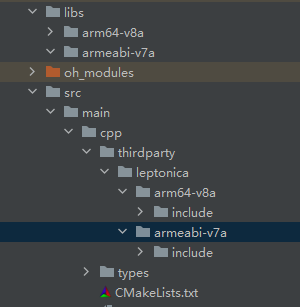 libs
arm64-v8a
armeabi-v7a
oh_modules
src
main
cpp
thirdparty
leptonica
arm64-v8a
include
armeabi-v7a
include
types
CMakeLists.txt